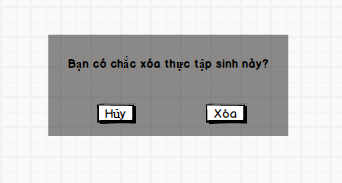 Bạn có chắc xóa thực tập sinh này?
Hủy
Xóa